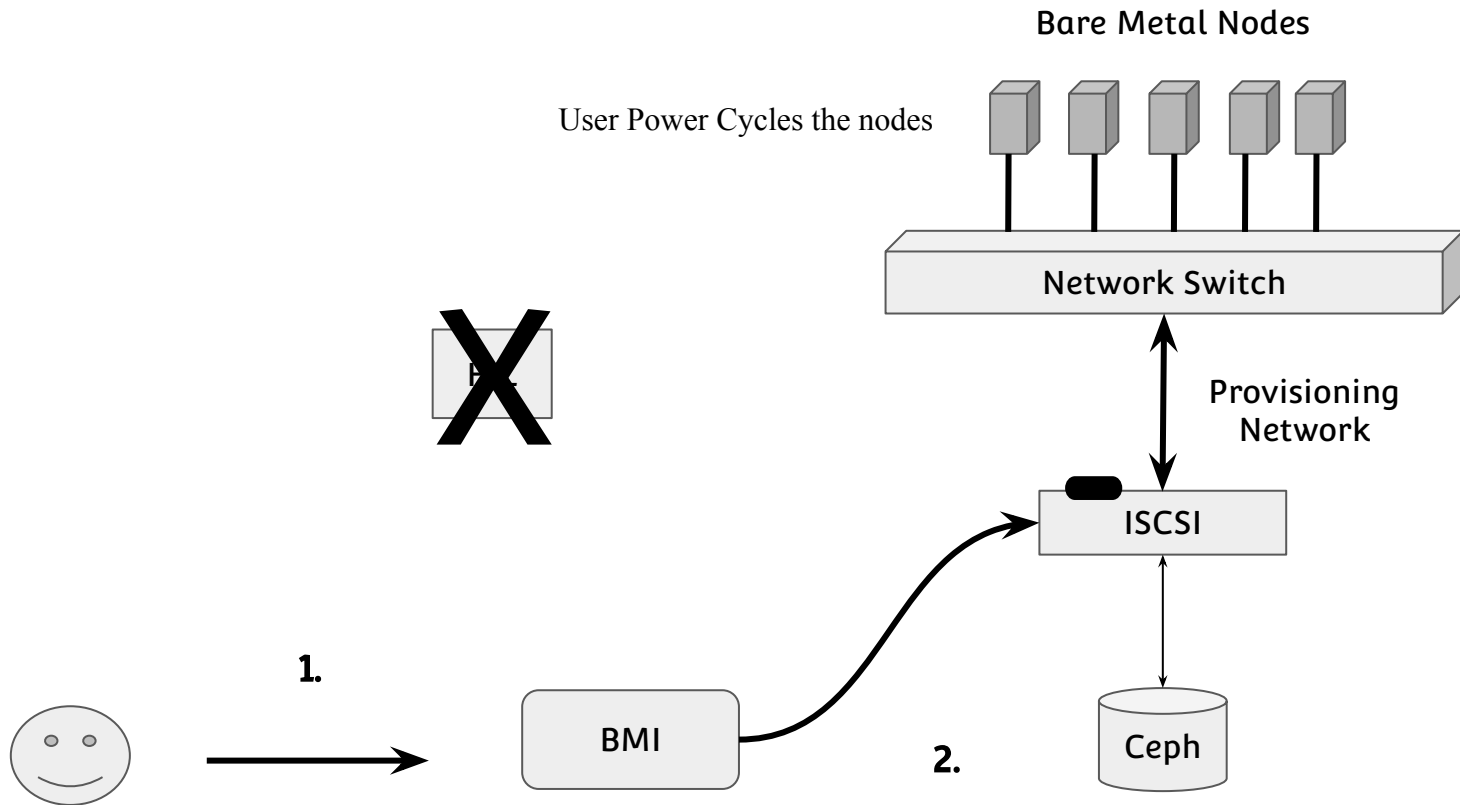 Bare Metal Nodes
User Power Cycles the nodes
Network Switch
Provisioning
Network
ISCSI
1.
BMI
2.
Ceph